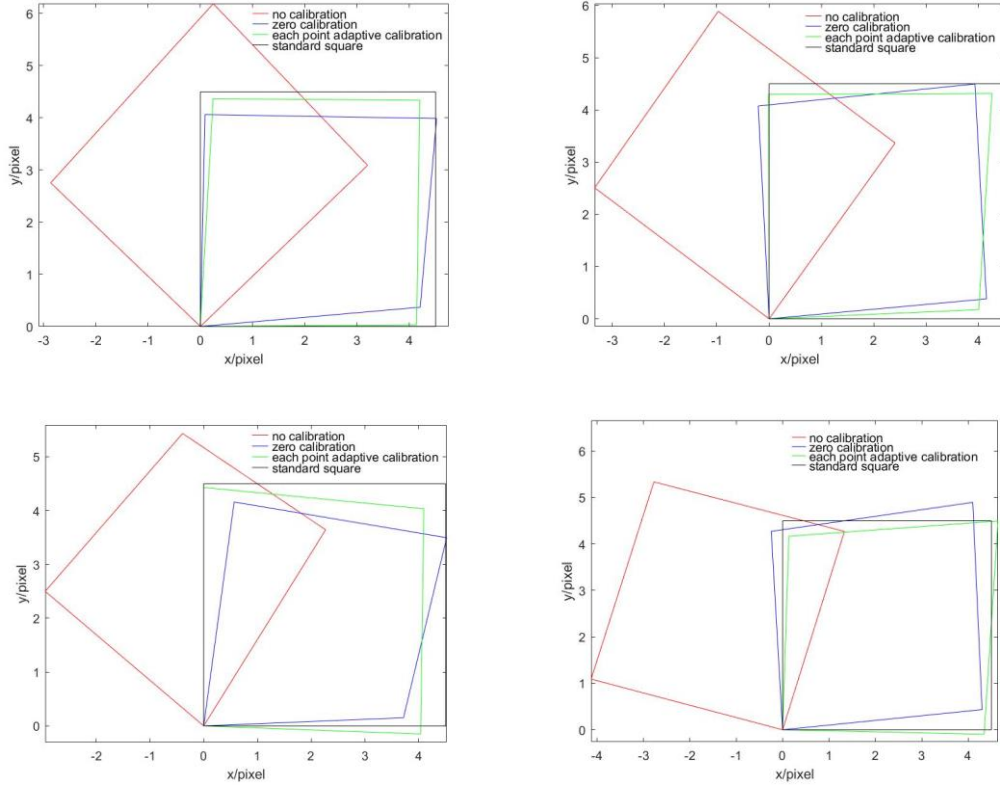 6
5
4
3
2
1
0
y/pixel
-3 -2 -1 0 1 2 3 4
x/pixel
no calibration
zero calibration
each point adaptive calibration
standard square
6
5
4
3
2
1
0
y/pixel
-3 -2 -1 0 1 2 3 4
x/pixel
no calibration
zero calibration
each point adaptive calibration
standard square
5
4
3
2
1
0
y/pixel
-2 -1 0 1 2 3 4
x/pixel
no calibration
zero calibration
each point adaptive calibration
standard square
6
5
4
3
2
1
0
y/pixel
-4 -3 -2 -1 0 1 2 3 4
x/pixel
no calibration
zero calibration
each point adaptive calibration
standard square